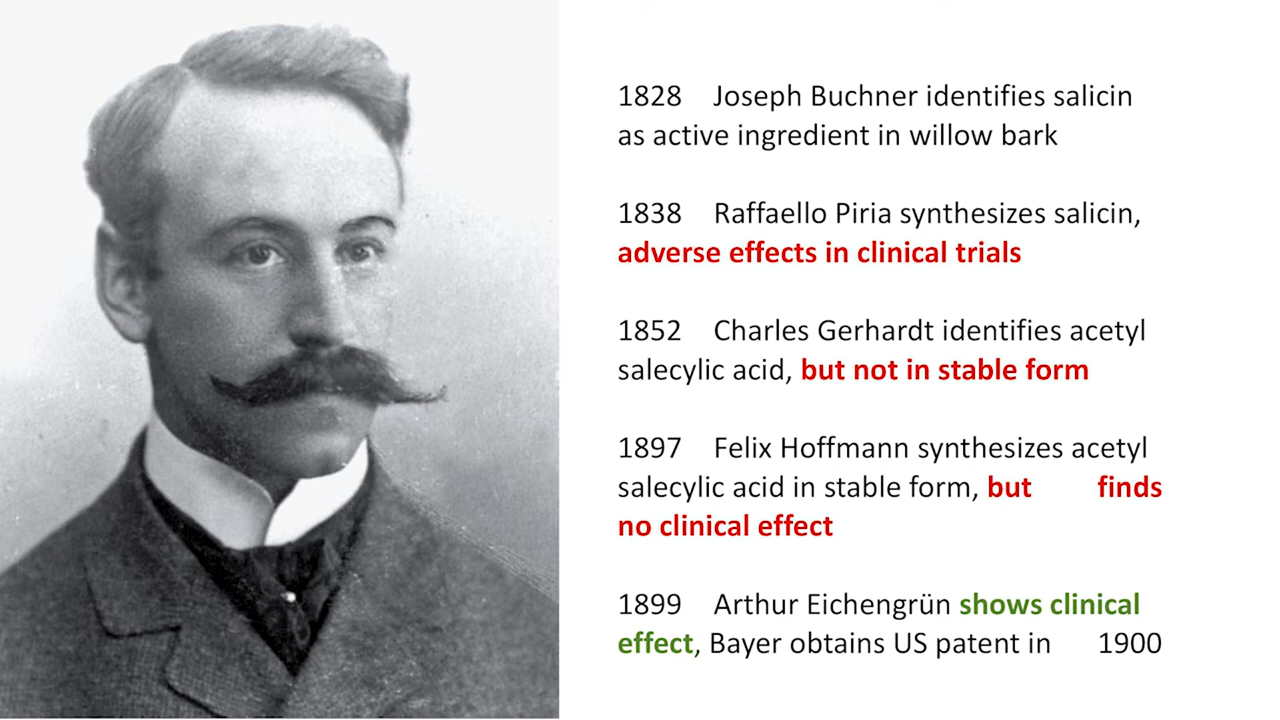 1828 Joseph Buchner identifies salicin
as active ingredient in willow bark
1838 Raffaello Piria synthesizes salicin,
adverse effects in clinical trials
1852 Charles Gerhardt identifies acetyl
salecylic acid, but not in stable form
1897 Felix Hoffmann synthesizes acetyl
salecylic acid in stable form, but finds
no clinical effect
1899 Arthur Eichengrün shows clinical
effect, Bayer obtains US patent in 1900